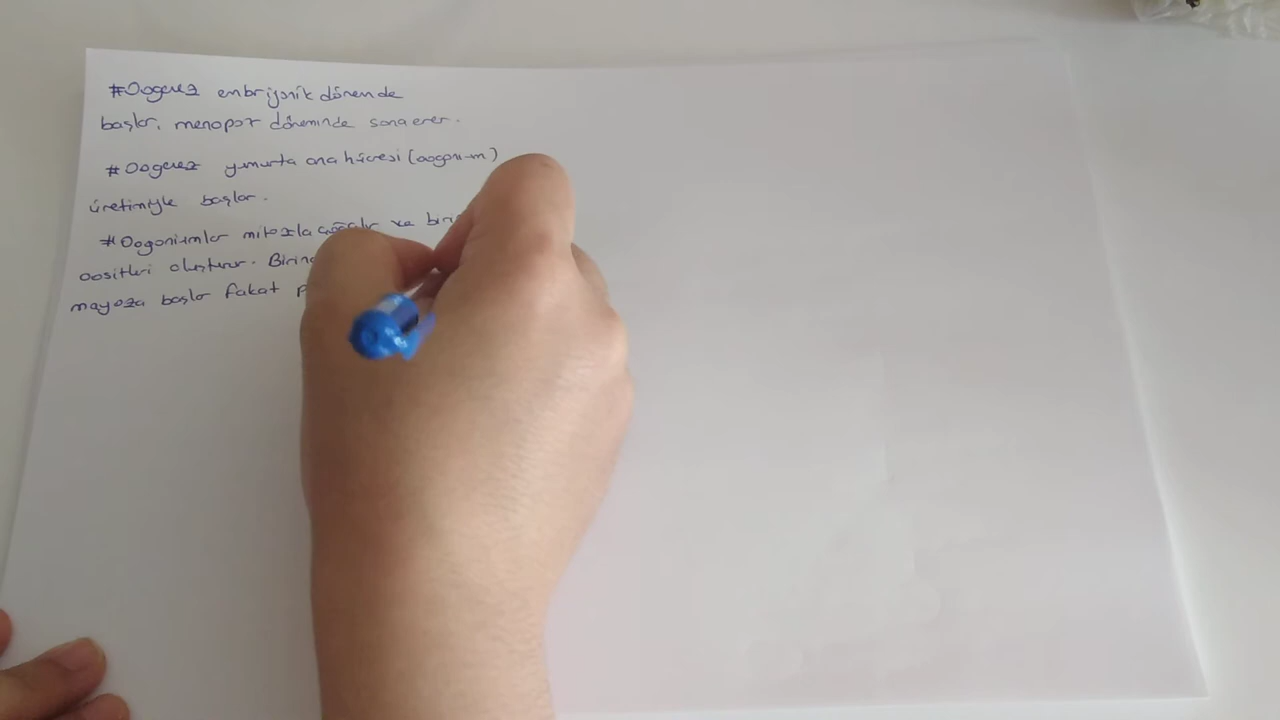 #Oogenez embriyonik dönemde
başlar, menopoz döneminde sona erer.
#Oogenez yumurta ana hücresi (oogonium)
üretimiyle başlar.
#Oogoniumlar mitozla çoğalır ve
oositleri oluşturur.
mayoza başlar fakat